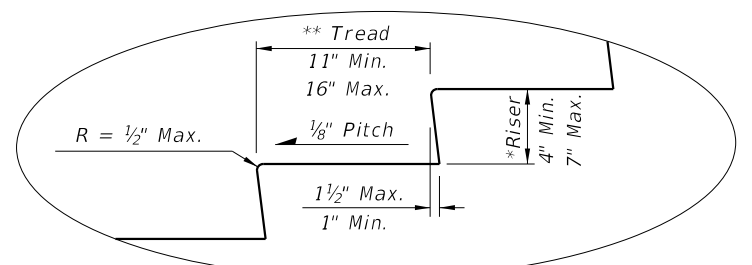 ** Tread
11" Min.
16" Max.
R = ½" Max.
⅛" Pitch
*Riser
4" Min.
7" Max.
1½" Max.
1" Min.